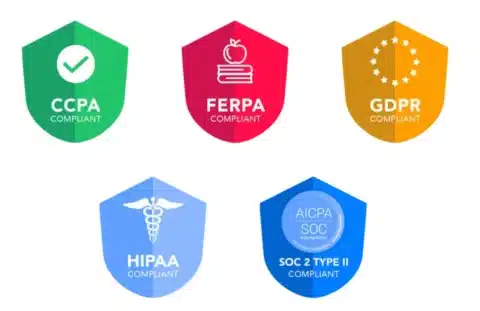 CCPA
COMPLIANT
FERPA
COMPLIANT
GDPR
COMPLIANT
HIPAA
COMPLIANT
AICPA
SOC
SOC 2 TYPE II
COMPLIANT